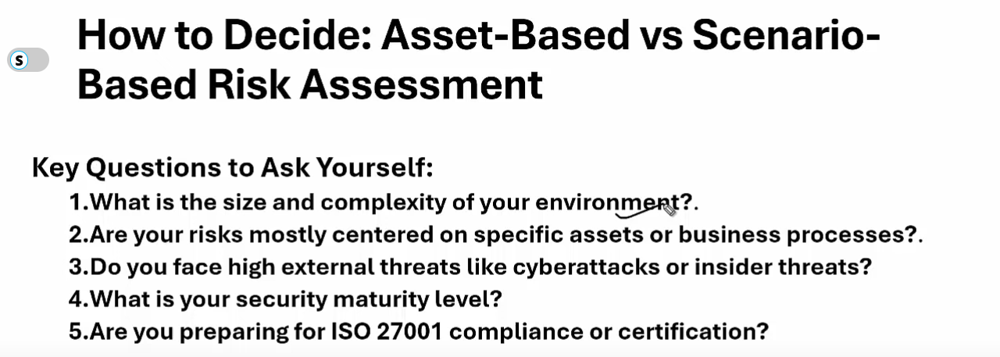 How to Decide: Asset-Based vs Scenario-
Based Risk Assessment
S
Key Questions to Ask Yourself:
1.What is the size and complexity of your environment?.
2.Are your risks mostly centered on specific assets or business processes?.
3.Do you face high external threats like cyberattacks or insider threats?
4.What is your security maturity level?
5.Are you preparing for ISO 27001 compliance or certification?